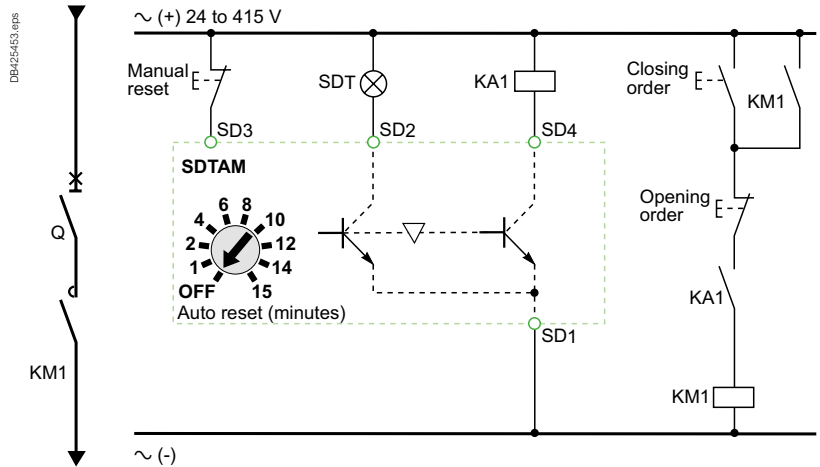 DB425453.eps
∼ (+) 24 to 415 V
Manual
reset
SDT
KA1
Closing
order
KM1
SD3
SD2
SD4
SDTAM
Opening
order
Q
6 8
4 10
2 12
1 14
OFF 15
Auto reset (minutes)
KA1
SD1
KM1
KM1
∼ (-)